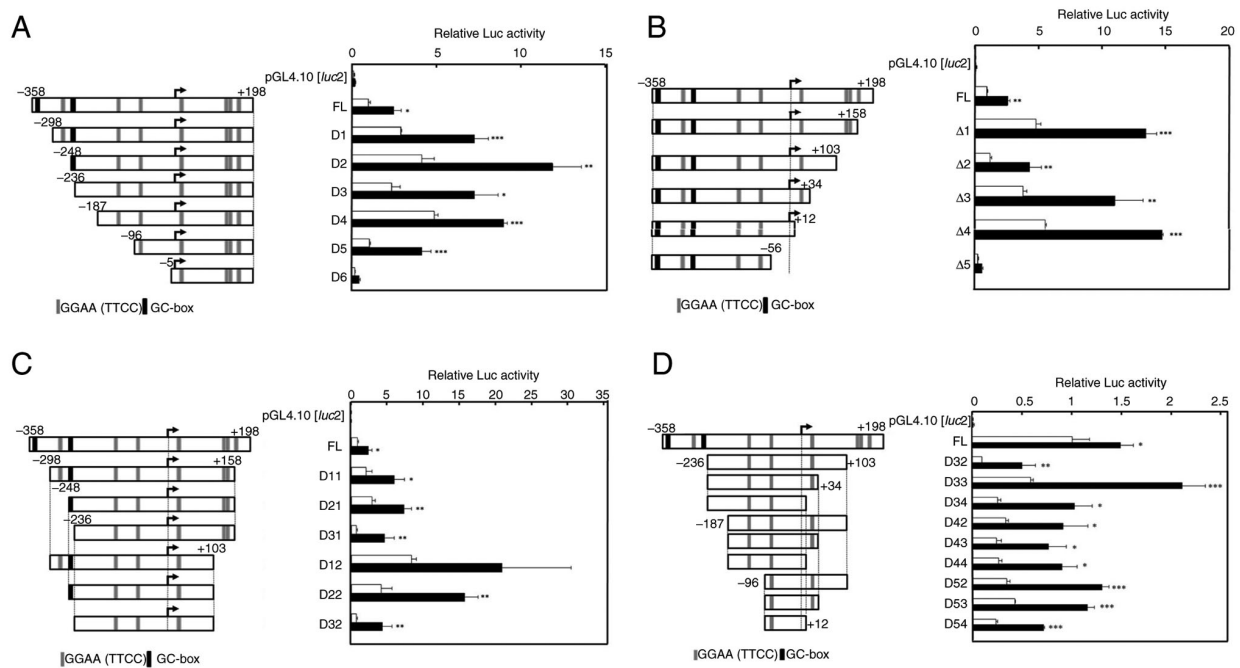 A
Relative Luc activity
0 5 10 15
pGL4.10 [luc2]
−358 +198
FL *
−298
D1 ***
−248
D2 **
−236
D3 *
−187
D4 ***
−96
D5 ***
−5
D6
GGAA (TTCC) GC-box
B
Relative Luc activity
0 5 10 15 20
pGL4.10 [luc2]
−358 +198
FL **
+158
Δ1 ***
+103
Δ2 **
+34
Δ3 **
+12
Δ4 ***
−56
Δ5
GGAA (TTCC) GC-box
C
Relative Luc activity
0 5 10 15 20 25 30 35
pGL4.10 [luc2]
−358 +198
FL *
−298 +158
D11 *
−248
D21 **
−236
D31 **
+103
D12
D22 **
D32 **
GGAA (TTCC) GC-box
D
Relative Luc activity
0 0.5 1 1.5 2.0 2.5
pGL4.10 [luc2]
−358 +198
FL *
−236 +103
D32 **
+34
D33 ***
D34 *
−187
D42 *
D43 *
D44 *
−96
D52 ***
D53 ***
+12
D54 ***
GGAA (TTCC) GC-box